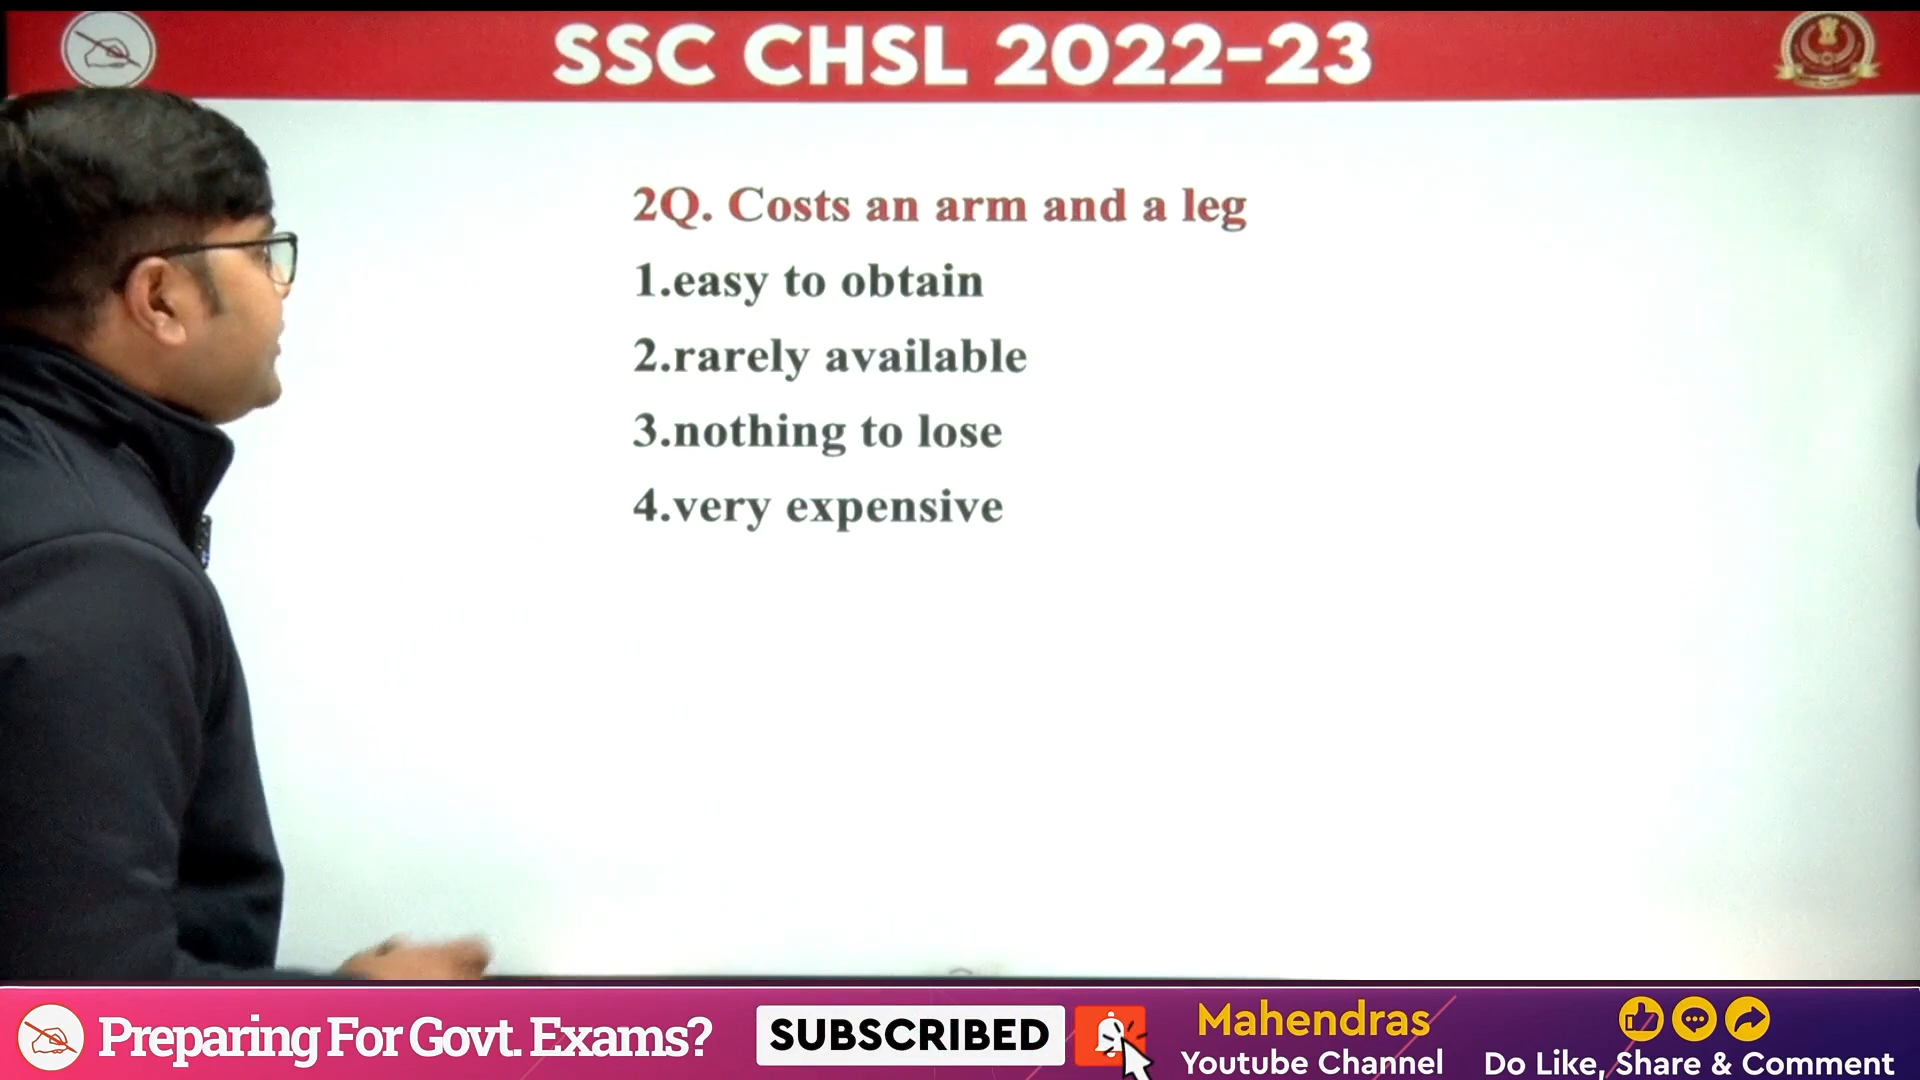 SSC CHSL 2022-23
2Q. Costs an arm and a leg
1.easy to obtain
2.rarely available
3.nothing to lose
4.very expensive
Preparing For Govt. Exams?
SUBSCRIBED
Mahendras
Youtube Channel
Do Like, Share & Comment